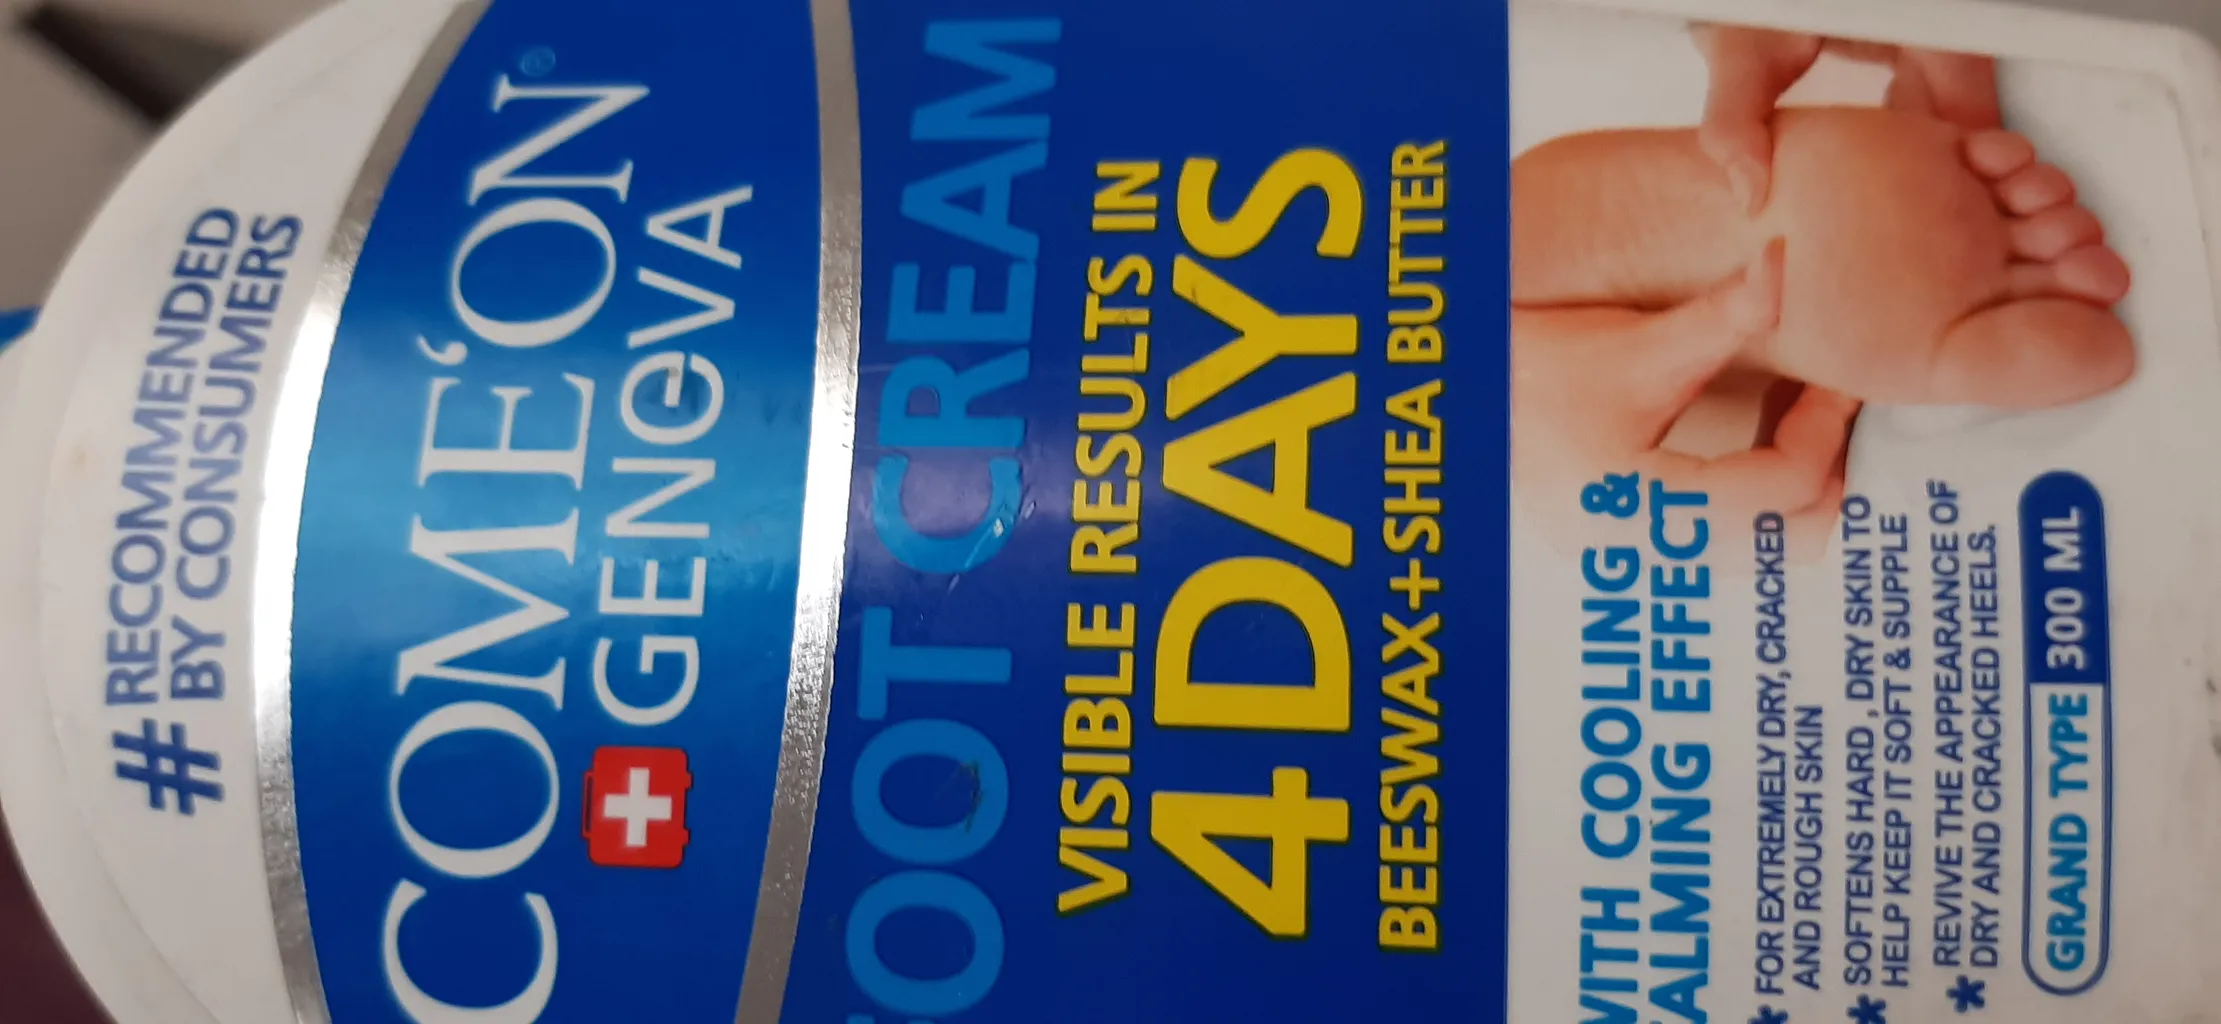 #RECOMMENDED
BY CONSUMERS
COME'ON®
GENeVA
FOOT CREAM
VISIBLE RESULTS IN
4 DAYS
BEESWAX+SHEA BUTTER
WITH COOLING &
CALMING EFFECT
* FOR EXTREMELY DRY, CRACKED
AND ROUGH SKIN
* SOFTENS HARD , DRY SKIN TO
HELP KEEP IT SOFT & SUPPLE
* REVIVE THE APPEARANCE OF
DRY AND CRACKED HEELS.
GRAND TYPE 300 ML